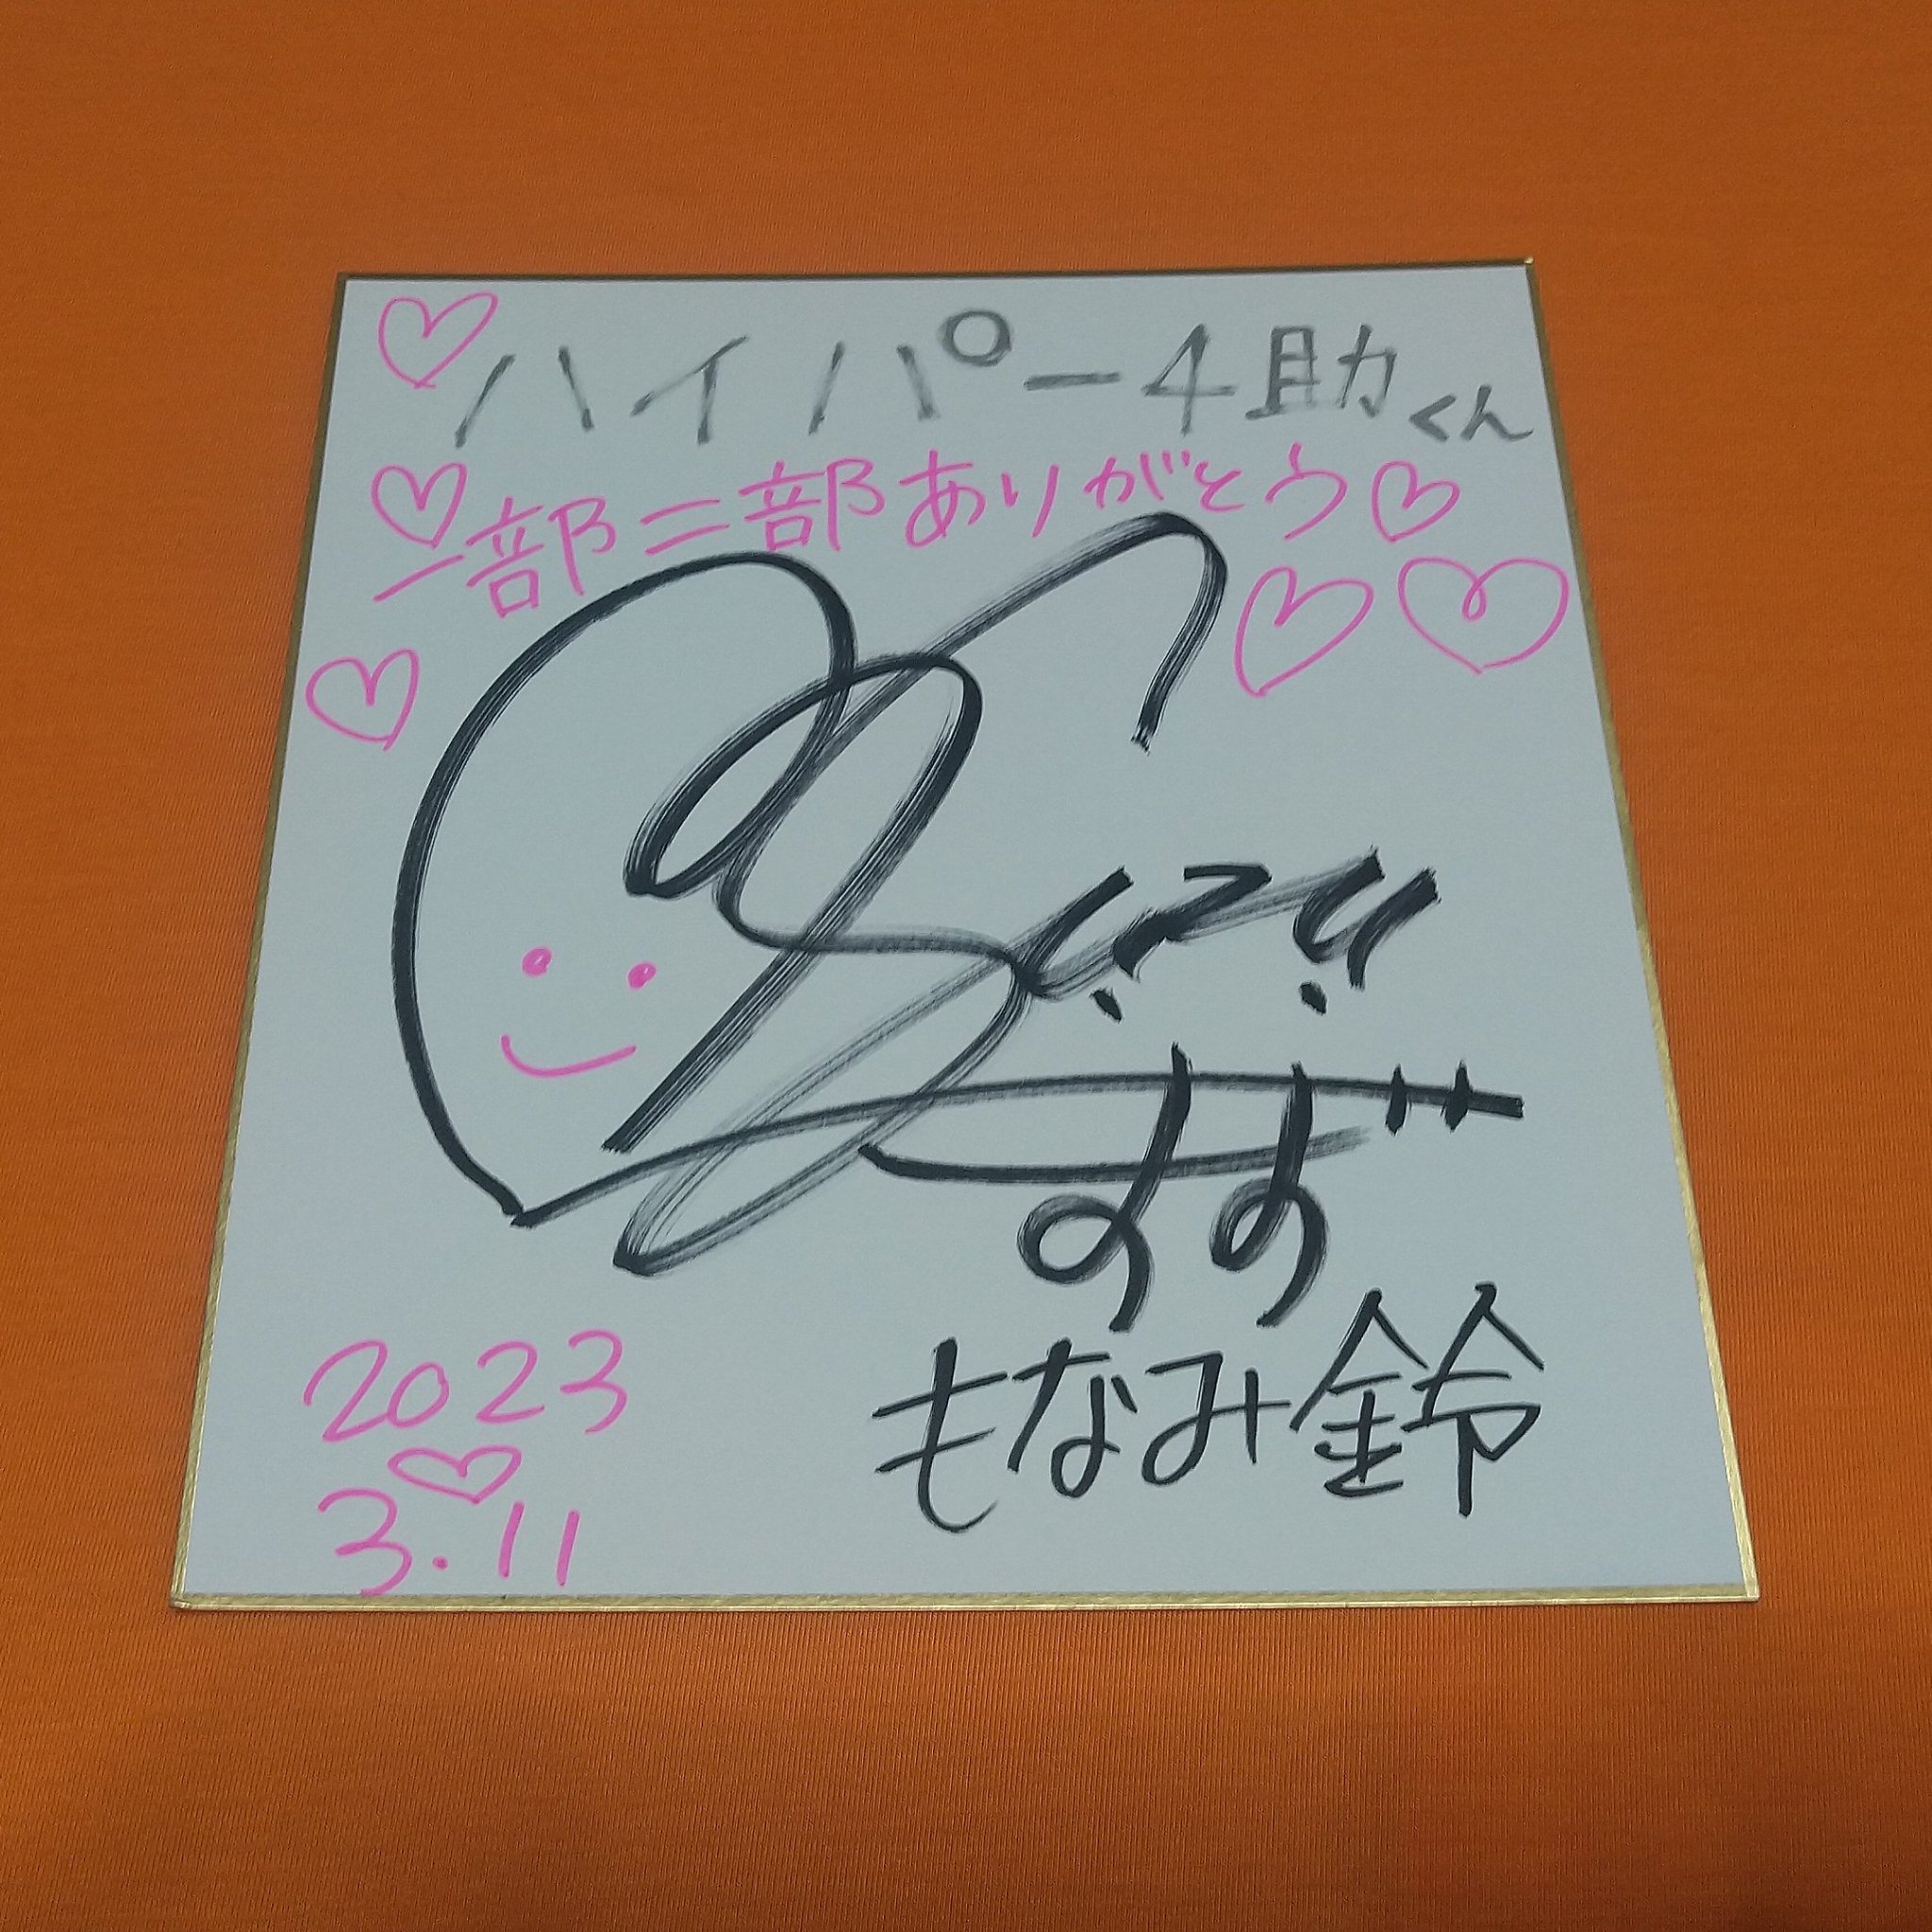 ハイパー4助くん
一部二部ありがとう
Suzu
すず
もなみ鈴
2023
3.11